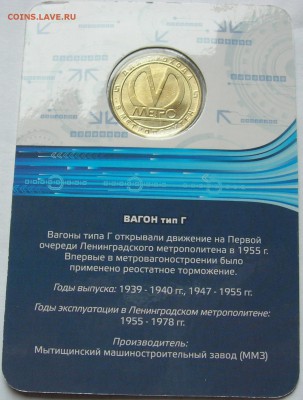 COINS.LAVE.RU
ВАГОН тип Г
Вагоны типа Г открывали движение на Первой
очереди Ленинградского метрополитена в 1955 г.
Впервые в метровагоностроении было
применено реостатное торможение.
Годы выпуска: 1939 - 1940 гг., 1947 - 1955 гг.
Годы эксплуатации в Ленинградском метрополитене:
1955 - 1978 гг.
Производитель:
Мытищинский машиностроительный завод (ММЗ)